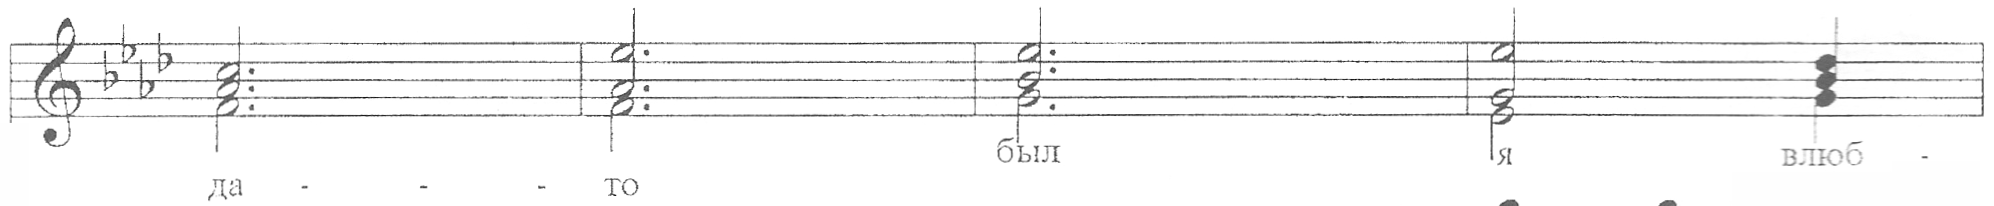 был я влюб -
да - - - то